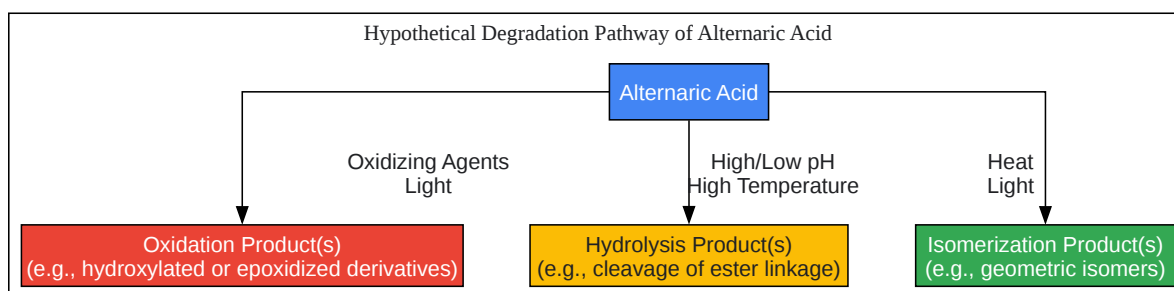 Hypothetical Degradation Pathway of Alternaric Acid
Alternaric Acid
Oxidizing Agents
Light
High/Low pH
High Temperature
Heat
Light
Oxidation Product(s)
(e.g., hydroxylated or epoxidized derivatives)
Hydrolysis Product(s)
(e.g., cleavage of ester linkage)
Isomerization Product(s)
(e.g., geometric isomers)